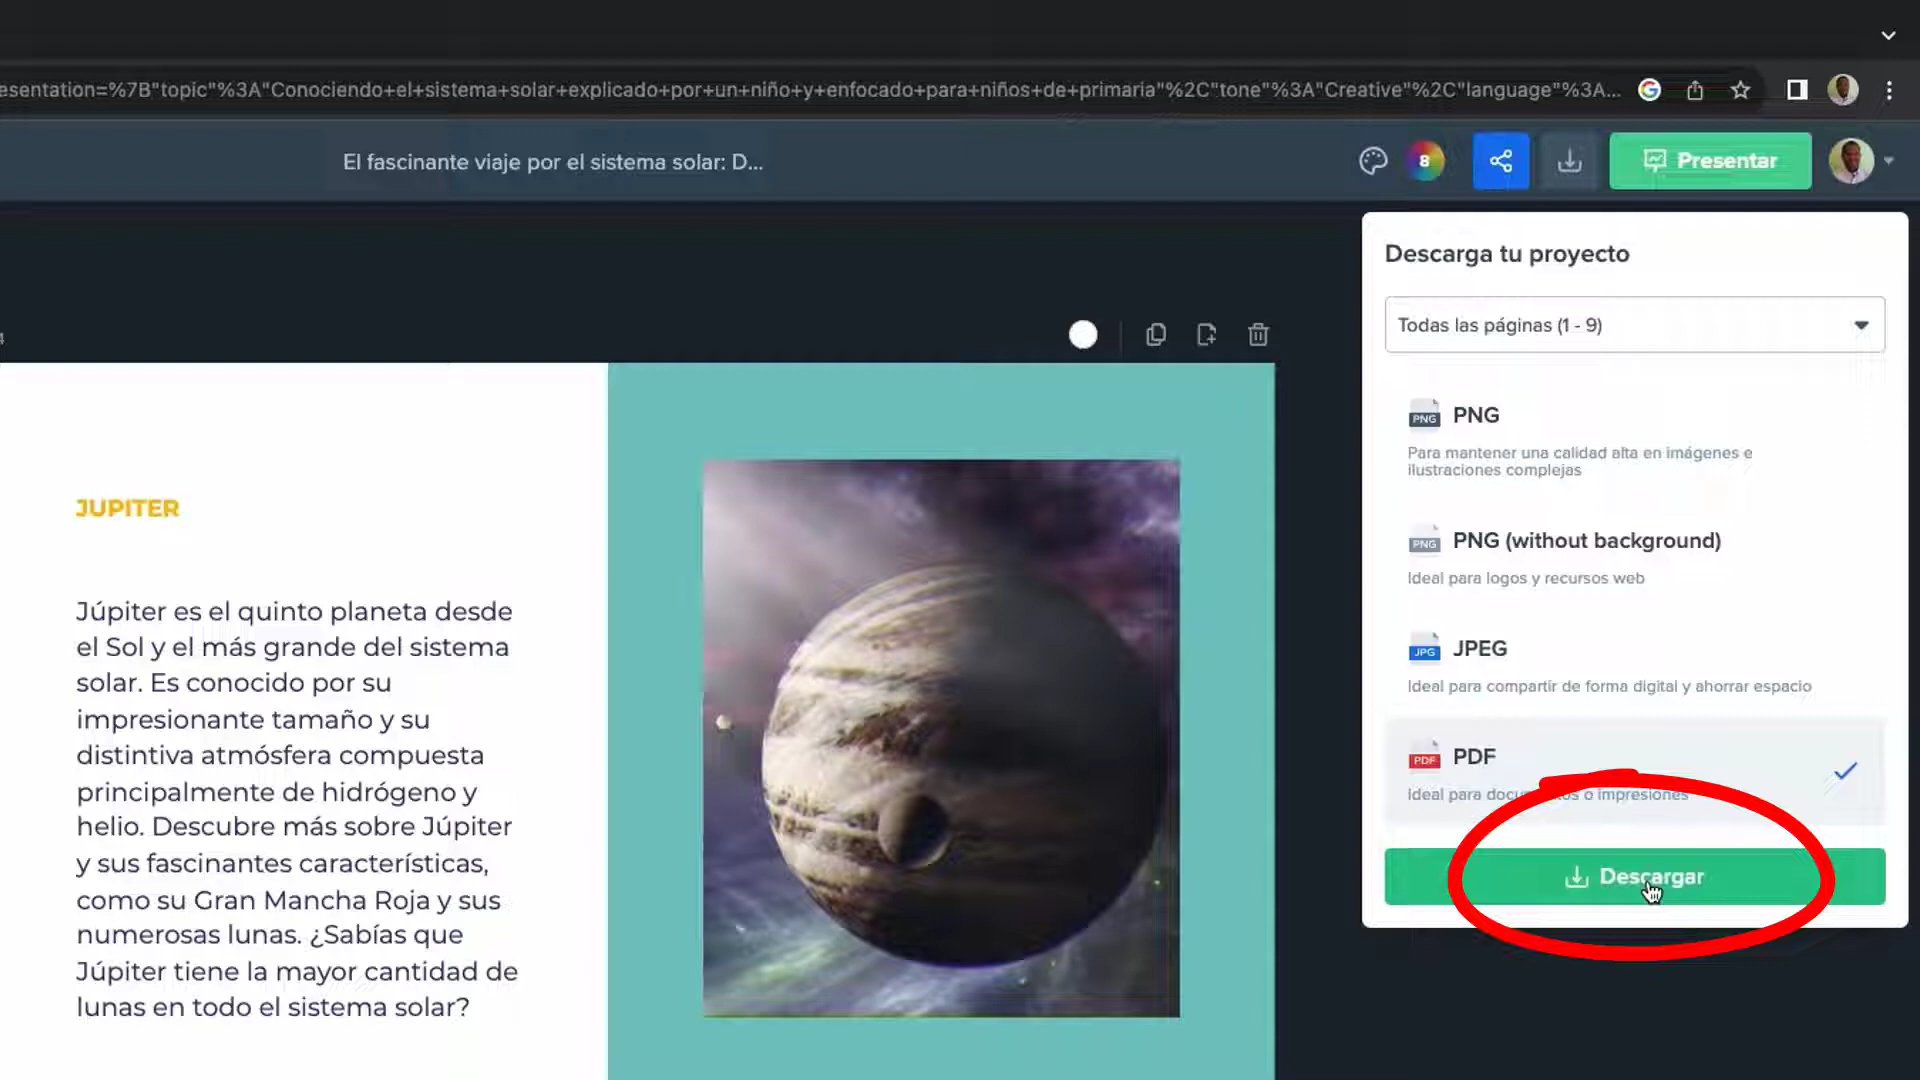 esentation=%7B"topic"%3A"Conociendo+el+sistema+solar+explicado+por+un+niño+y+enfocado+para+niños+de+primaria"%2C"tone"%3A"Creative"%2C"language"%3A...
El fascinante viaje por el sistema solar: D...
8
Presentar
Descarga tu proyecto
Todas las páginas (1 - 9)
PNG
PNG
Para mantener una calidad alta en imágenes e
ilustraciones complejas
PNG
PNG (without background)
Ideal para logos y recursos web
JPG
JPEG
Ideal para compartir de forma digital y ahorrar espacio
PDF
PDF
Ideal para documentos o impresiones
Descargar
JUPITER
Júpiter es el quinto planeta desde
el Sol y el más grande del sistema
solar. Es conocido por su
impresionante tamaño y su
distintiva atmósfera compuesta
principalmente de hidrógeno y
helio. Descubre más sobre Júpiter
y sus fascinantes características,
como su Gran Mancha Roja y sus
numerosas lunas. ¿Sabías que
Júpiter tiene la mayor cantidad de
lunas en todo el sistema solar?